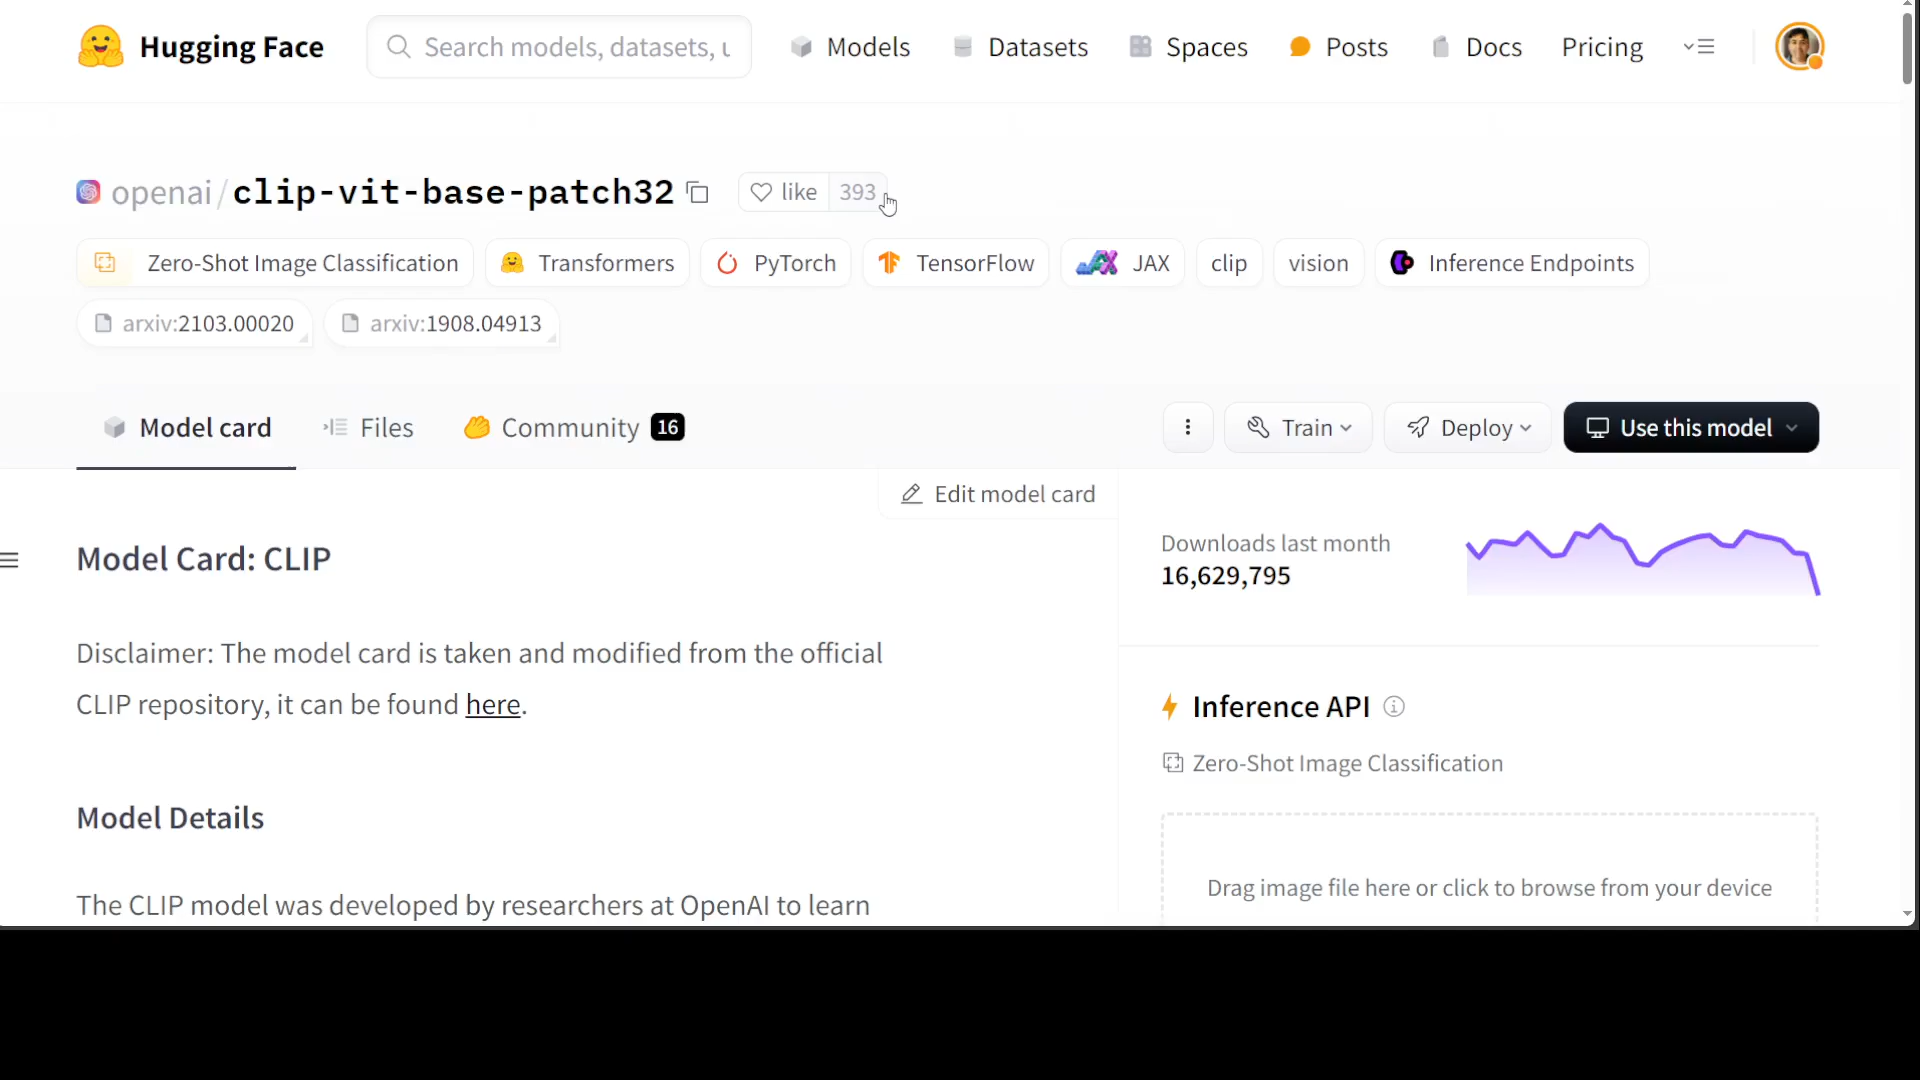 Hugging Face
Search models, datasets, u
Models
Datasets
Spaces
Posts
Docs
Pricing
openai/clip-vit-base-patch32
like 393
Zero-Shot Image Classification
Transformers
PyTorch
TensorFlow
JAX
clip
vision
Inference Endpoints
arxiv:2103.00020
arxiv:1908.04913
Model card
Files
Community 16
Train
Deploy
Use this model
Edit model card
Model Card: CLIP
Disclaimer: The model card is taken and modified from the official
CLIP repository, it can be found here.
Model Details
The CLIP model was developed by researchers at OpenAI to learn
Downloads last month
16,629,795
Inference API
Zero-Shot Image Classification
Drag image file here or click to browse from your device